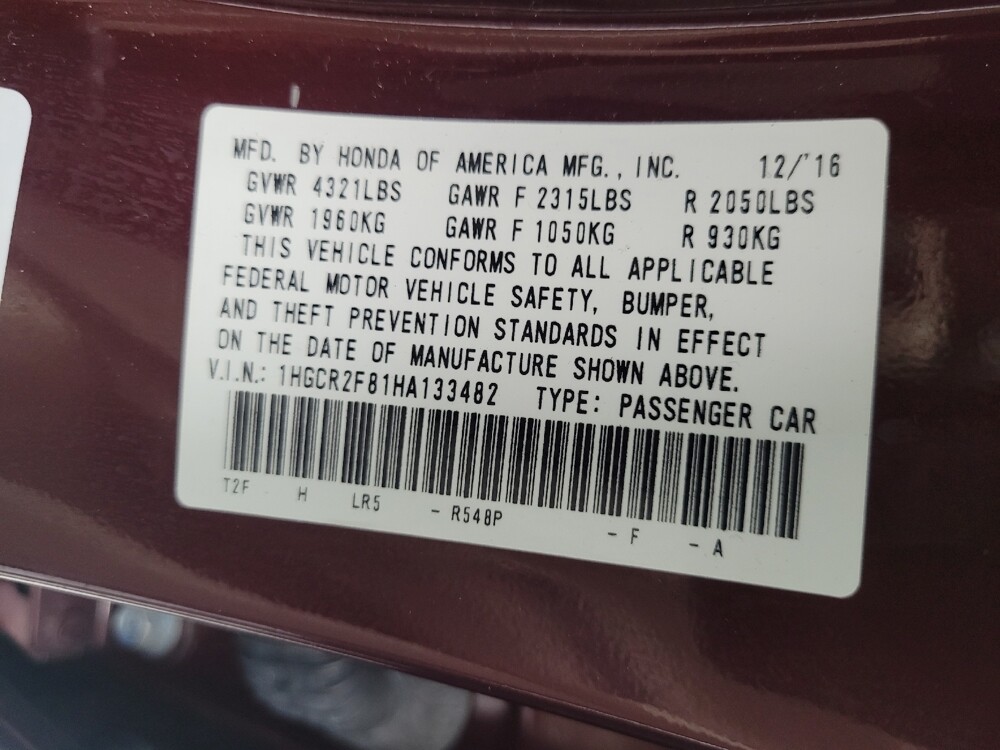 MFD. BY HONDA OF AMERICA MFG., INC. 12/'16
GVWR 4321LBS GAWR F 2315LBS R 2050LBS
GVWR 1960KG GAWR F 1050KG R 930KG
THIS VEHICLE CONFORMS TO ALL APPLICABLE
FEDERAL MOTOR VEHICLE SAFETY, BUMPER,
AND THEFT PREVENTION STANDARDS IN EFFECT
ON THE DATE OF MANUFACTURE SHOWN ABOVE.
V.I.N.: 1HGCR2F81HA133482 TYPE: PASSENGER CAR
T2F H LR5 - R548P - F - A